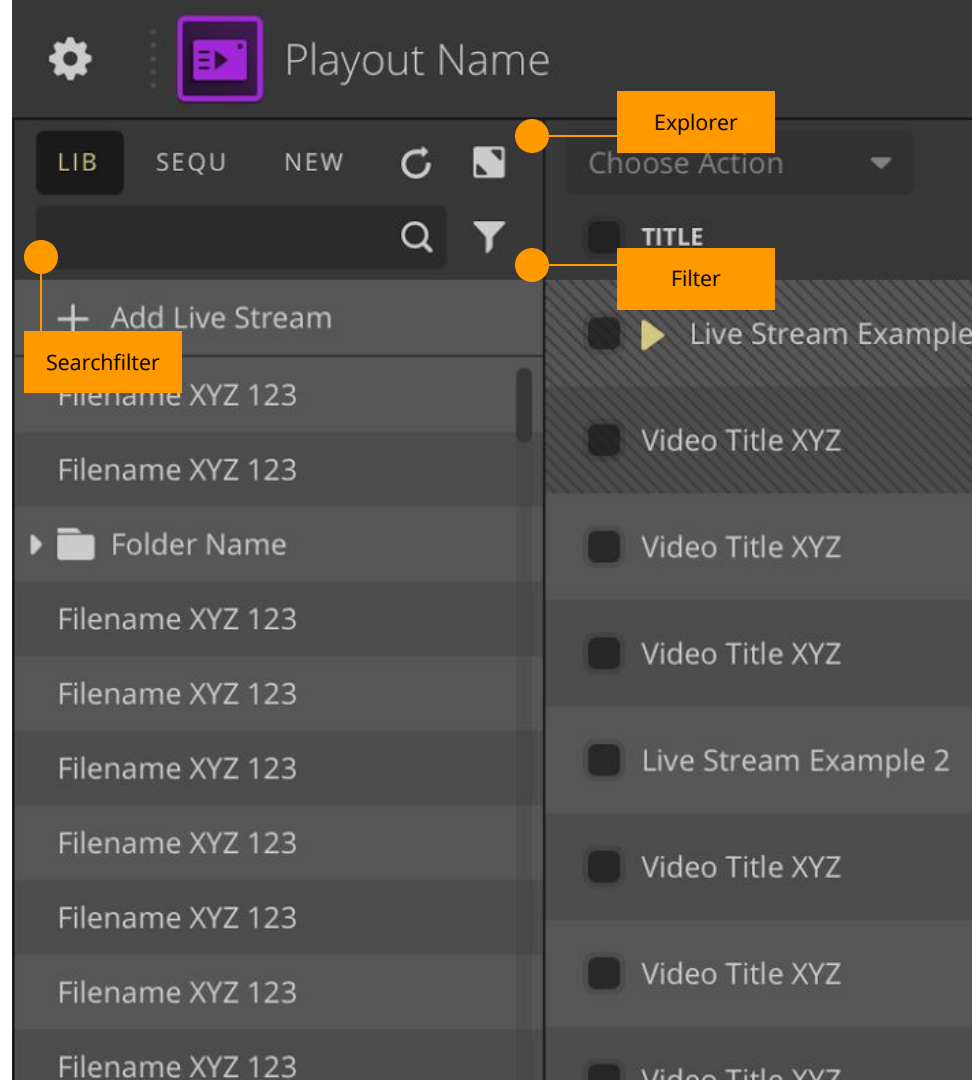 Playout Name
Explorer
LIB SEQU NEW
Choose Action
TITLE
Filter
Add Live Stream
Live Stream Example
Searchfilter
Filename XYZ 123
Video Title XYZ
Filename XYZ 123
Folder Name
Video Title XYZ
Filename XYZ 123
Video Title XYZ
Filename XYZ 123
Filename XYZ 123
Live Stream Example 2
Filename XYZ 123
Video Title XYZ
Filename XYZ 123
Filename XYZ 123
Video Title XYZ
Filename XYZ 123
Video Title XYZ